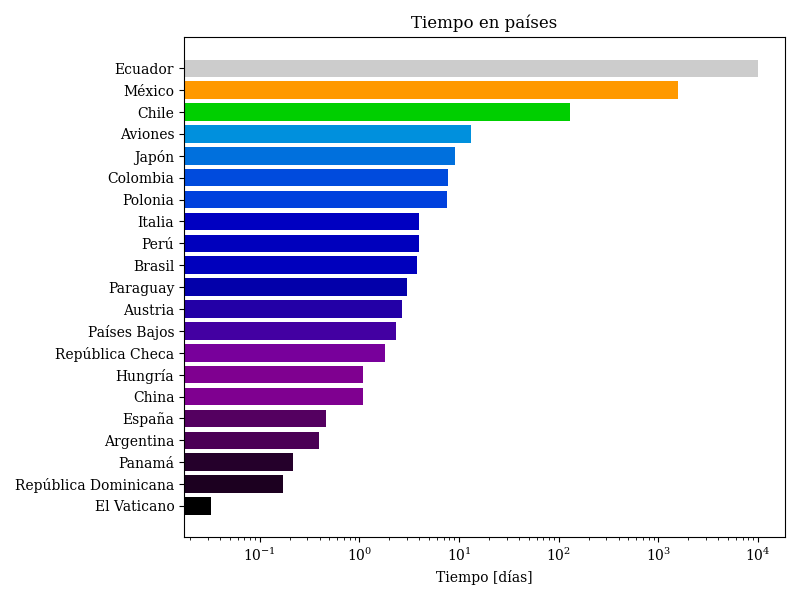 Tiempo en países
Ecuador
México
Chile
Aviones
Japón
Colombia
Polonia
Italia
Perú
Brasil
Paraguay
Austria
Países Bajos
República Checa
Hungría
China
España
Argentina
Panamá
República Dominicana
El Vaticano
10⁻¹ 10⁰ 10¹ 10² 10³ 10⁴
Tiempo [días]